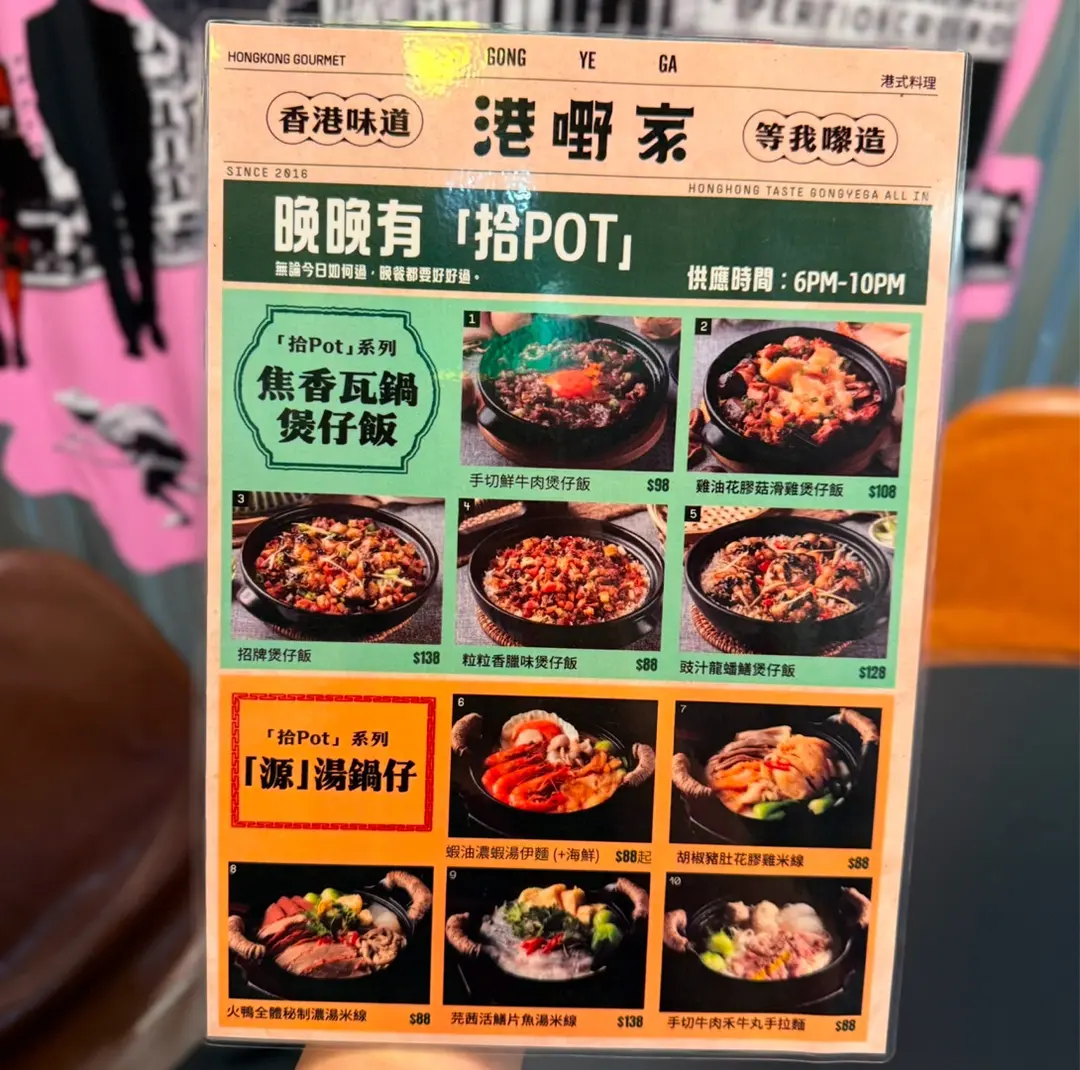 HONGKONG GOURMET
GONG YE GA
港式料理
香港味道
港嘢家
等我嚟造
SINCE 2016
HONGHONG TASTE GONGYEGA ALL IN
晚晚有「拾POT」
無論今日如何過，晚餐都要好好過。
供應時間：6PM-10PM
「拾Pot」系列
焦香瓦鍋
煲仔飯
1
手切鮮牛肉煲仔飯 $98
2
雞油花膠菇滑雞煲仔飯 $108
3
招牌煲仔飯 $138
4
粒粒香臘味煲仔飯 $88
5
豉汁龍蟠鱔煲仔飯 $128
「拾Pot」系列
「源」湯鍋仔
6
蝦油濃蝦湯伊麵 (+海鮮) $88起
7
胡椒豬肚花膠雞米線 $88
8
火鴨全體秘制濃湯米線 $88
9
芫茜活鱔片魚湯米線 $138
10
手切牛肉禾牛丸手拉麵 $88